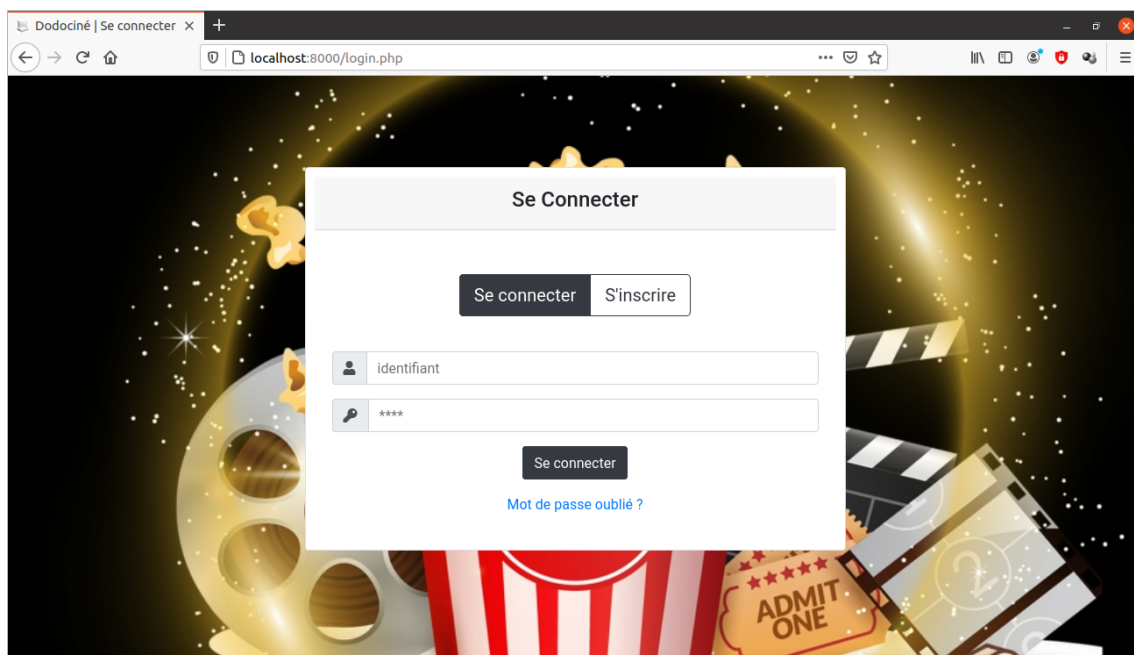 Dodociné | Se connecter
localhost:8000/login.php
Se Connecter
Se connecter
S'inscrire
identifiant
****
Se connecter
Mot de passe oublié ?
ADMIT
ONE
2